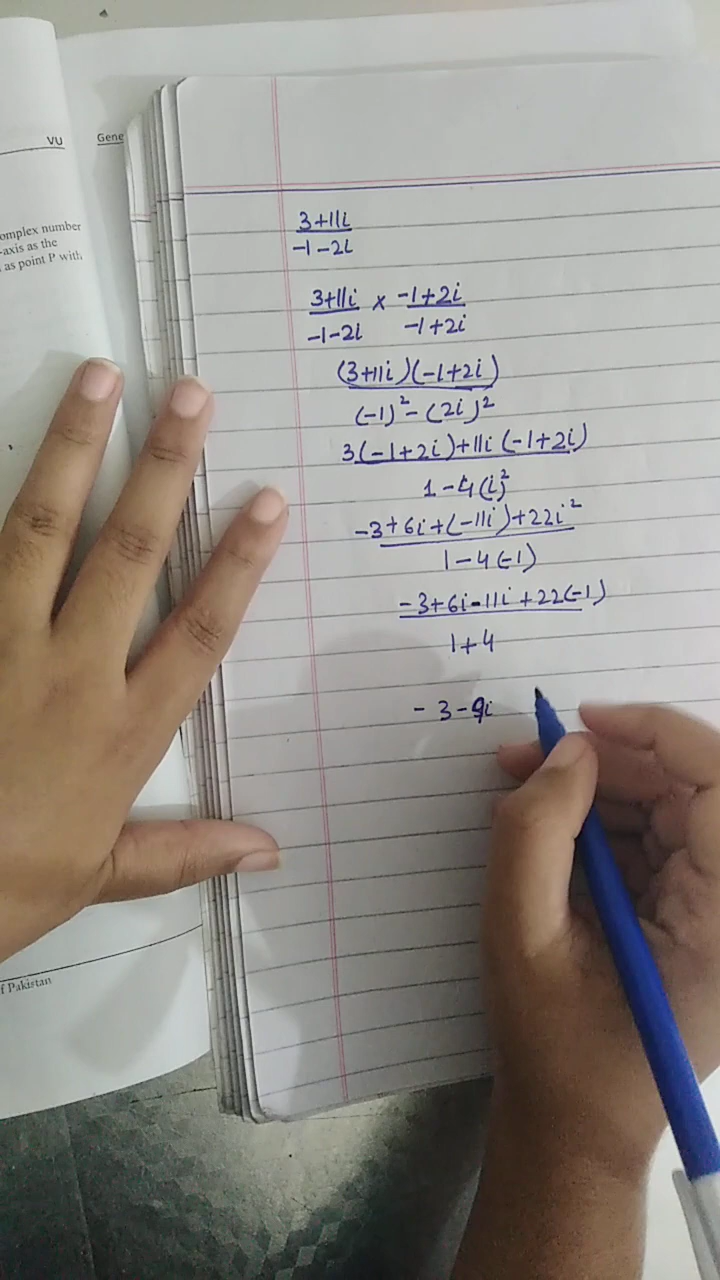 VU Gene
omplex number
-axis as the
as point P with
f Pakistan
3+11i
-1-2i
3+11i × -1+2i
-1-2i -1+2i
(3+11i)(-1+2i)
(-1)²-(2i)²
3(-1+2i)+11i(-1+2i)
1-4(i)²
-3+6i+(-11i)+22i²
1-4(-1)
-3+6i-11i+22(-1)
1+4
-3-9i